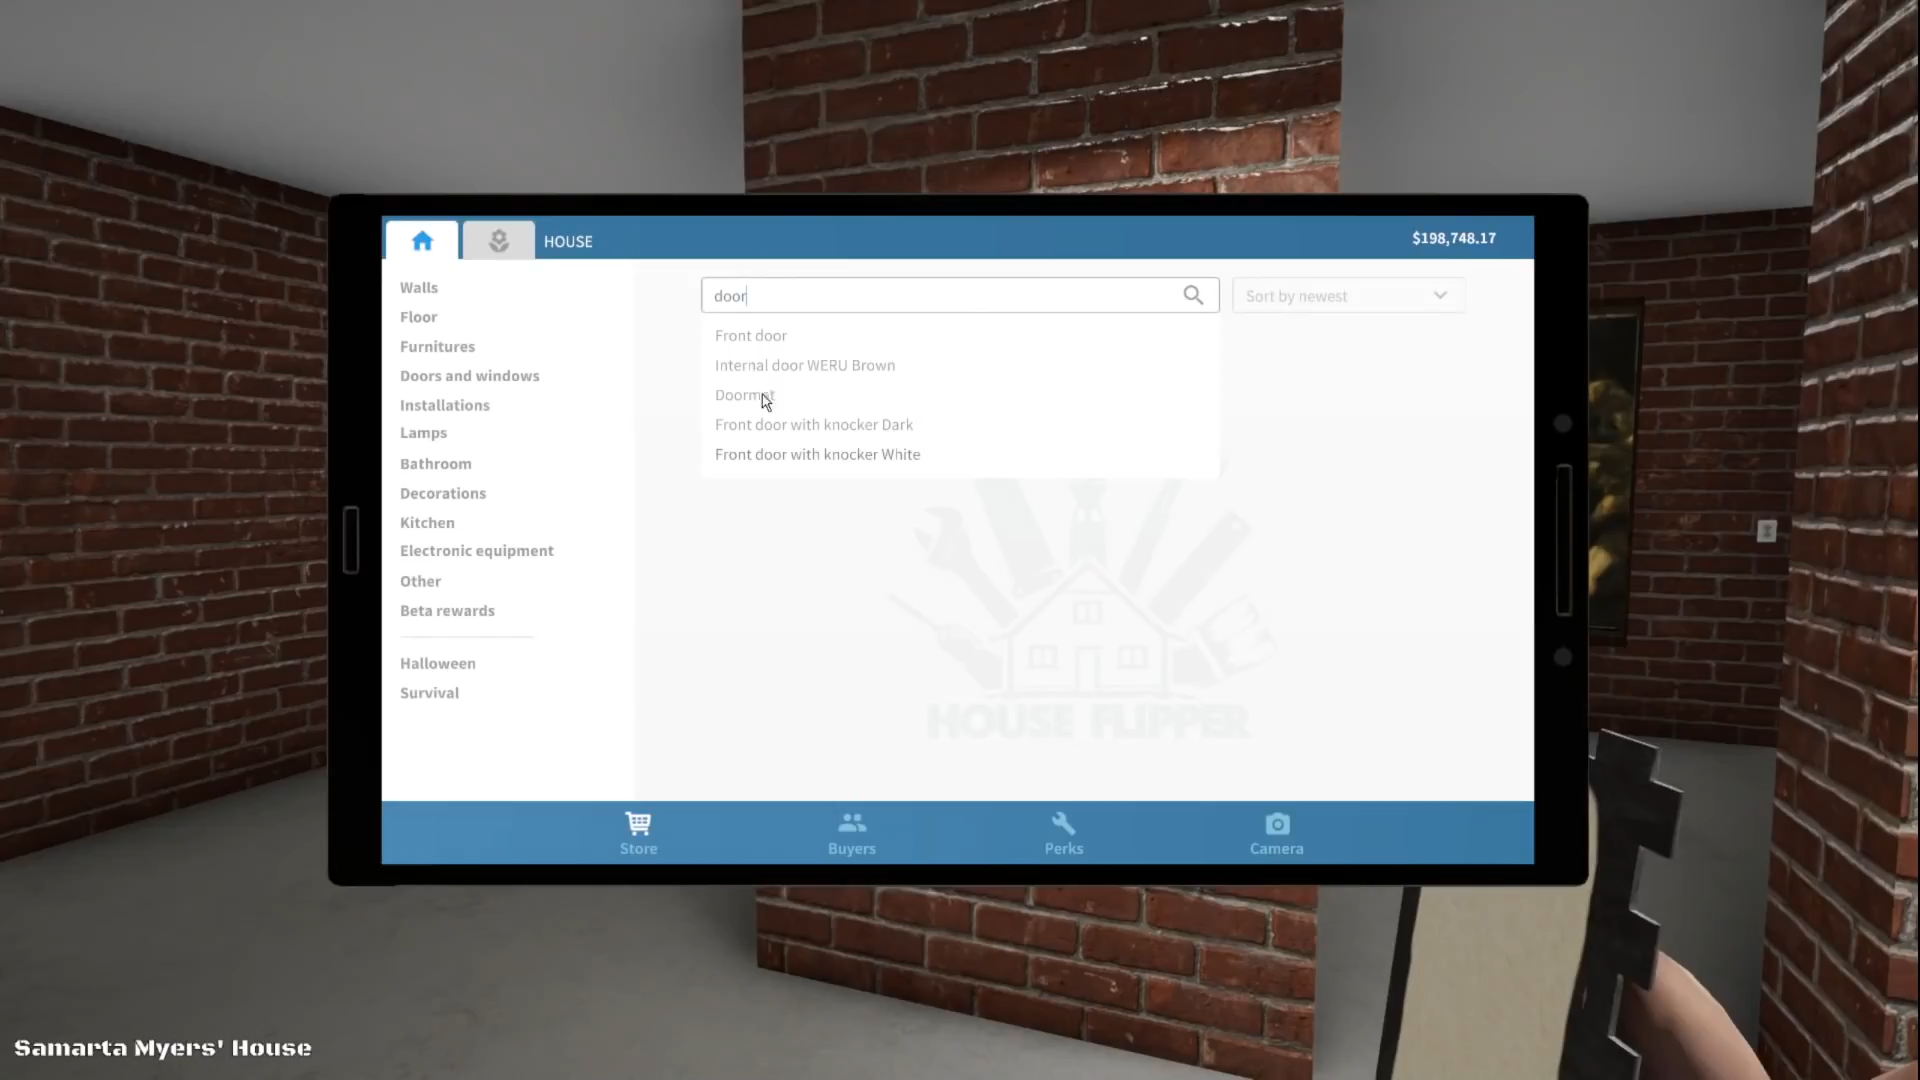 HOUSE
$198,748.17
Walls
Floor
Furnitures
Doors and windows
Installations
Lamps
Bathroom
Decorations
Kitchen
Electronic equipment
Other
Beta rewards
Halloween
Survival
door
Sort by newest
Front door
Internal door WERU Brown
Doormat
Front door with knocker Dark
Front door with knocker White
HOUSE FLIPPER
Store
Buyers
Perks
Camera
Samarta Myers' House